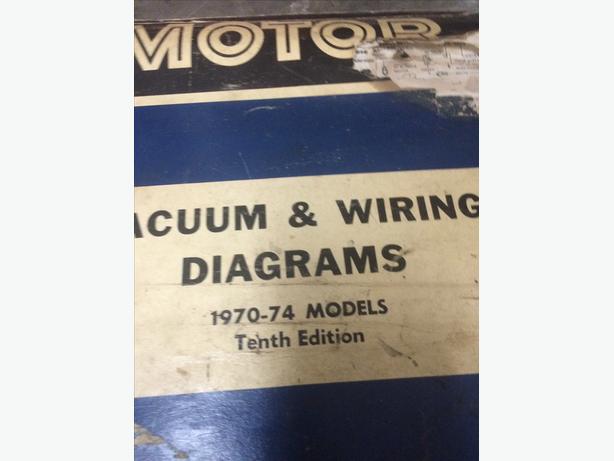 MOTOR
ACUUM & WIRING
DIAGRAMS
1970-74 MODELS
Tenth Edition